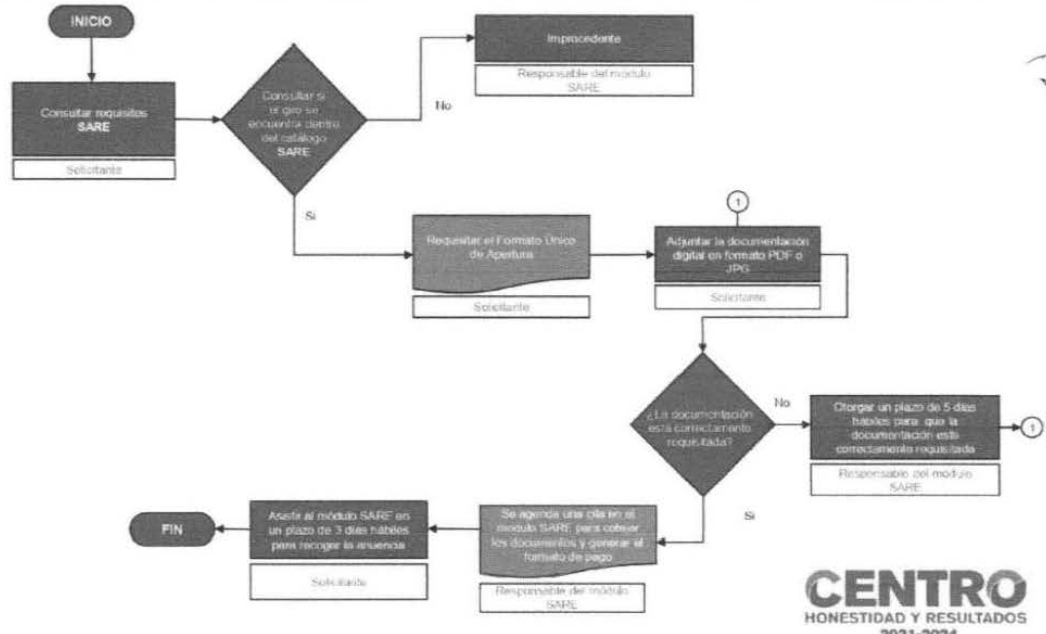 INICIO
Consultar requisitos
SARE
Solicitante
Consultar si
el giro se
encuentra dentro
del catálogo
SARE
No
Improcedente
Responsable del módulo
SARE
Si
Requisitar el Formato Único
de Apertura
Solicitante
1
Adjuntar la documentación
digital en formato PDF o
JPG
Solicitante
¿La documentación
está correctamente
requisitada?
No
Otorgar un plazo de 5 días
hábiles para que la
documentación este
correctamente requisitada
Responsable del módulo
SARE
1
Si
Se agenda una cita en el
módulo SARE para cotejar
los documentos y generar el
formato de pago
Responsable del módulo
SARE
Asistir al módulo SARE en
un plazo de 3 días hábiles
para recoger la anuencia
Solicitante
FIN
CENTRO
HONESTIDAD Y RESULTADOS
2021-2024